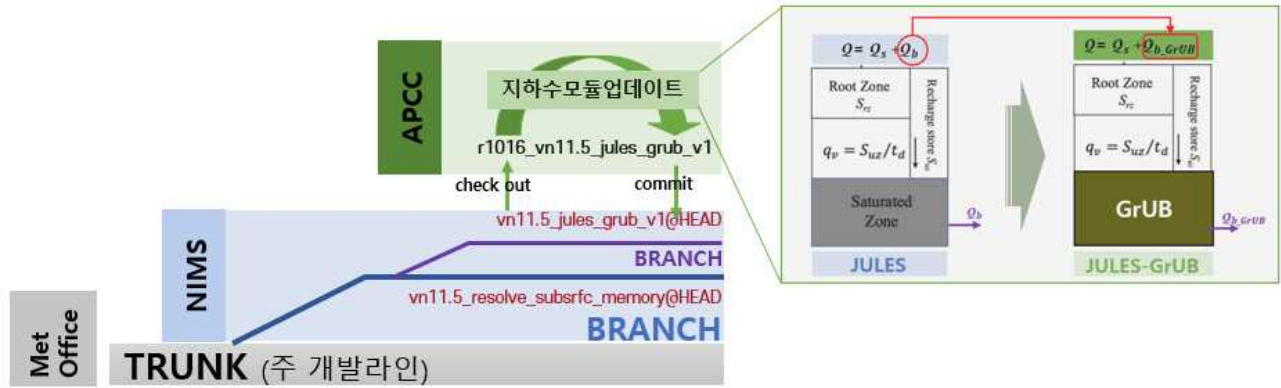 APCC
지하수모듈업데이트
r1016_vn11.5_jules_grub_v1
check out
commit
NIMS
vn11.5_jules_grub_v1@HEAD
BRANCH
vn11.5_resolve_subsrfc_memory@HEAD
BRANCH
Met
Office
TRUNK (주 개발라인)
Q = Qs +Qb
Root Zone
Srz
Recharge store Suz
qv = Suz/td
Saturated
Zone
Qb
JULES
Q = Qs +Qb_GrUB
Root Zone
Srz
Recharge store Suz
qv = Suz/td
GrUB
Qb_GrUB
JULES-GrUB